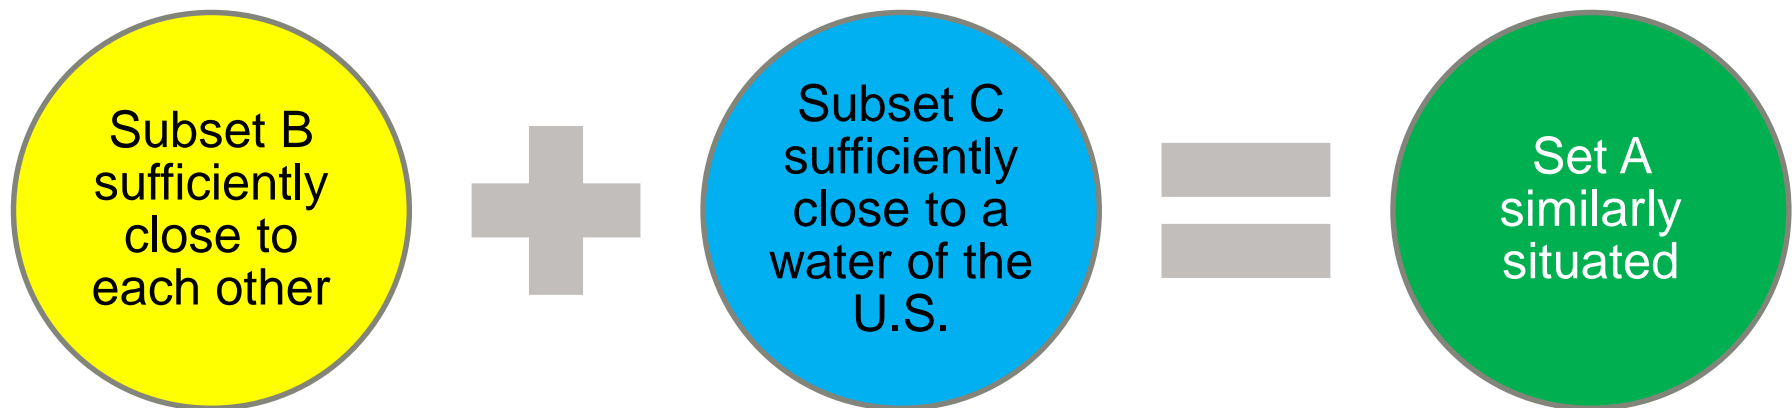 Subset B
sufficiently
close to
each other
Subset C
sufficiently
close to a
water of the
U.S.
Set A
similarly
situated